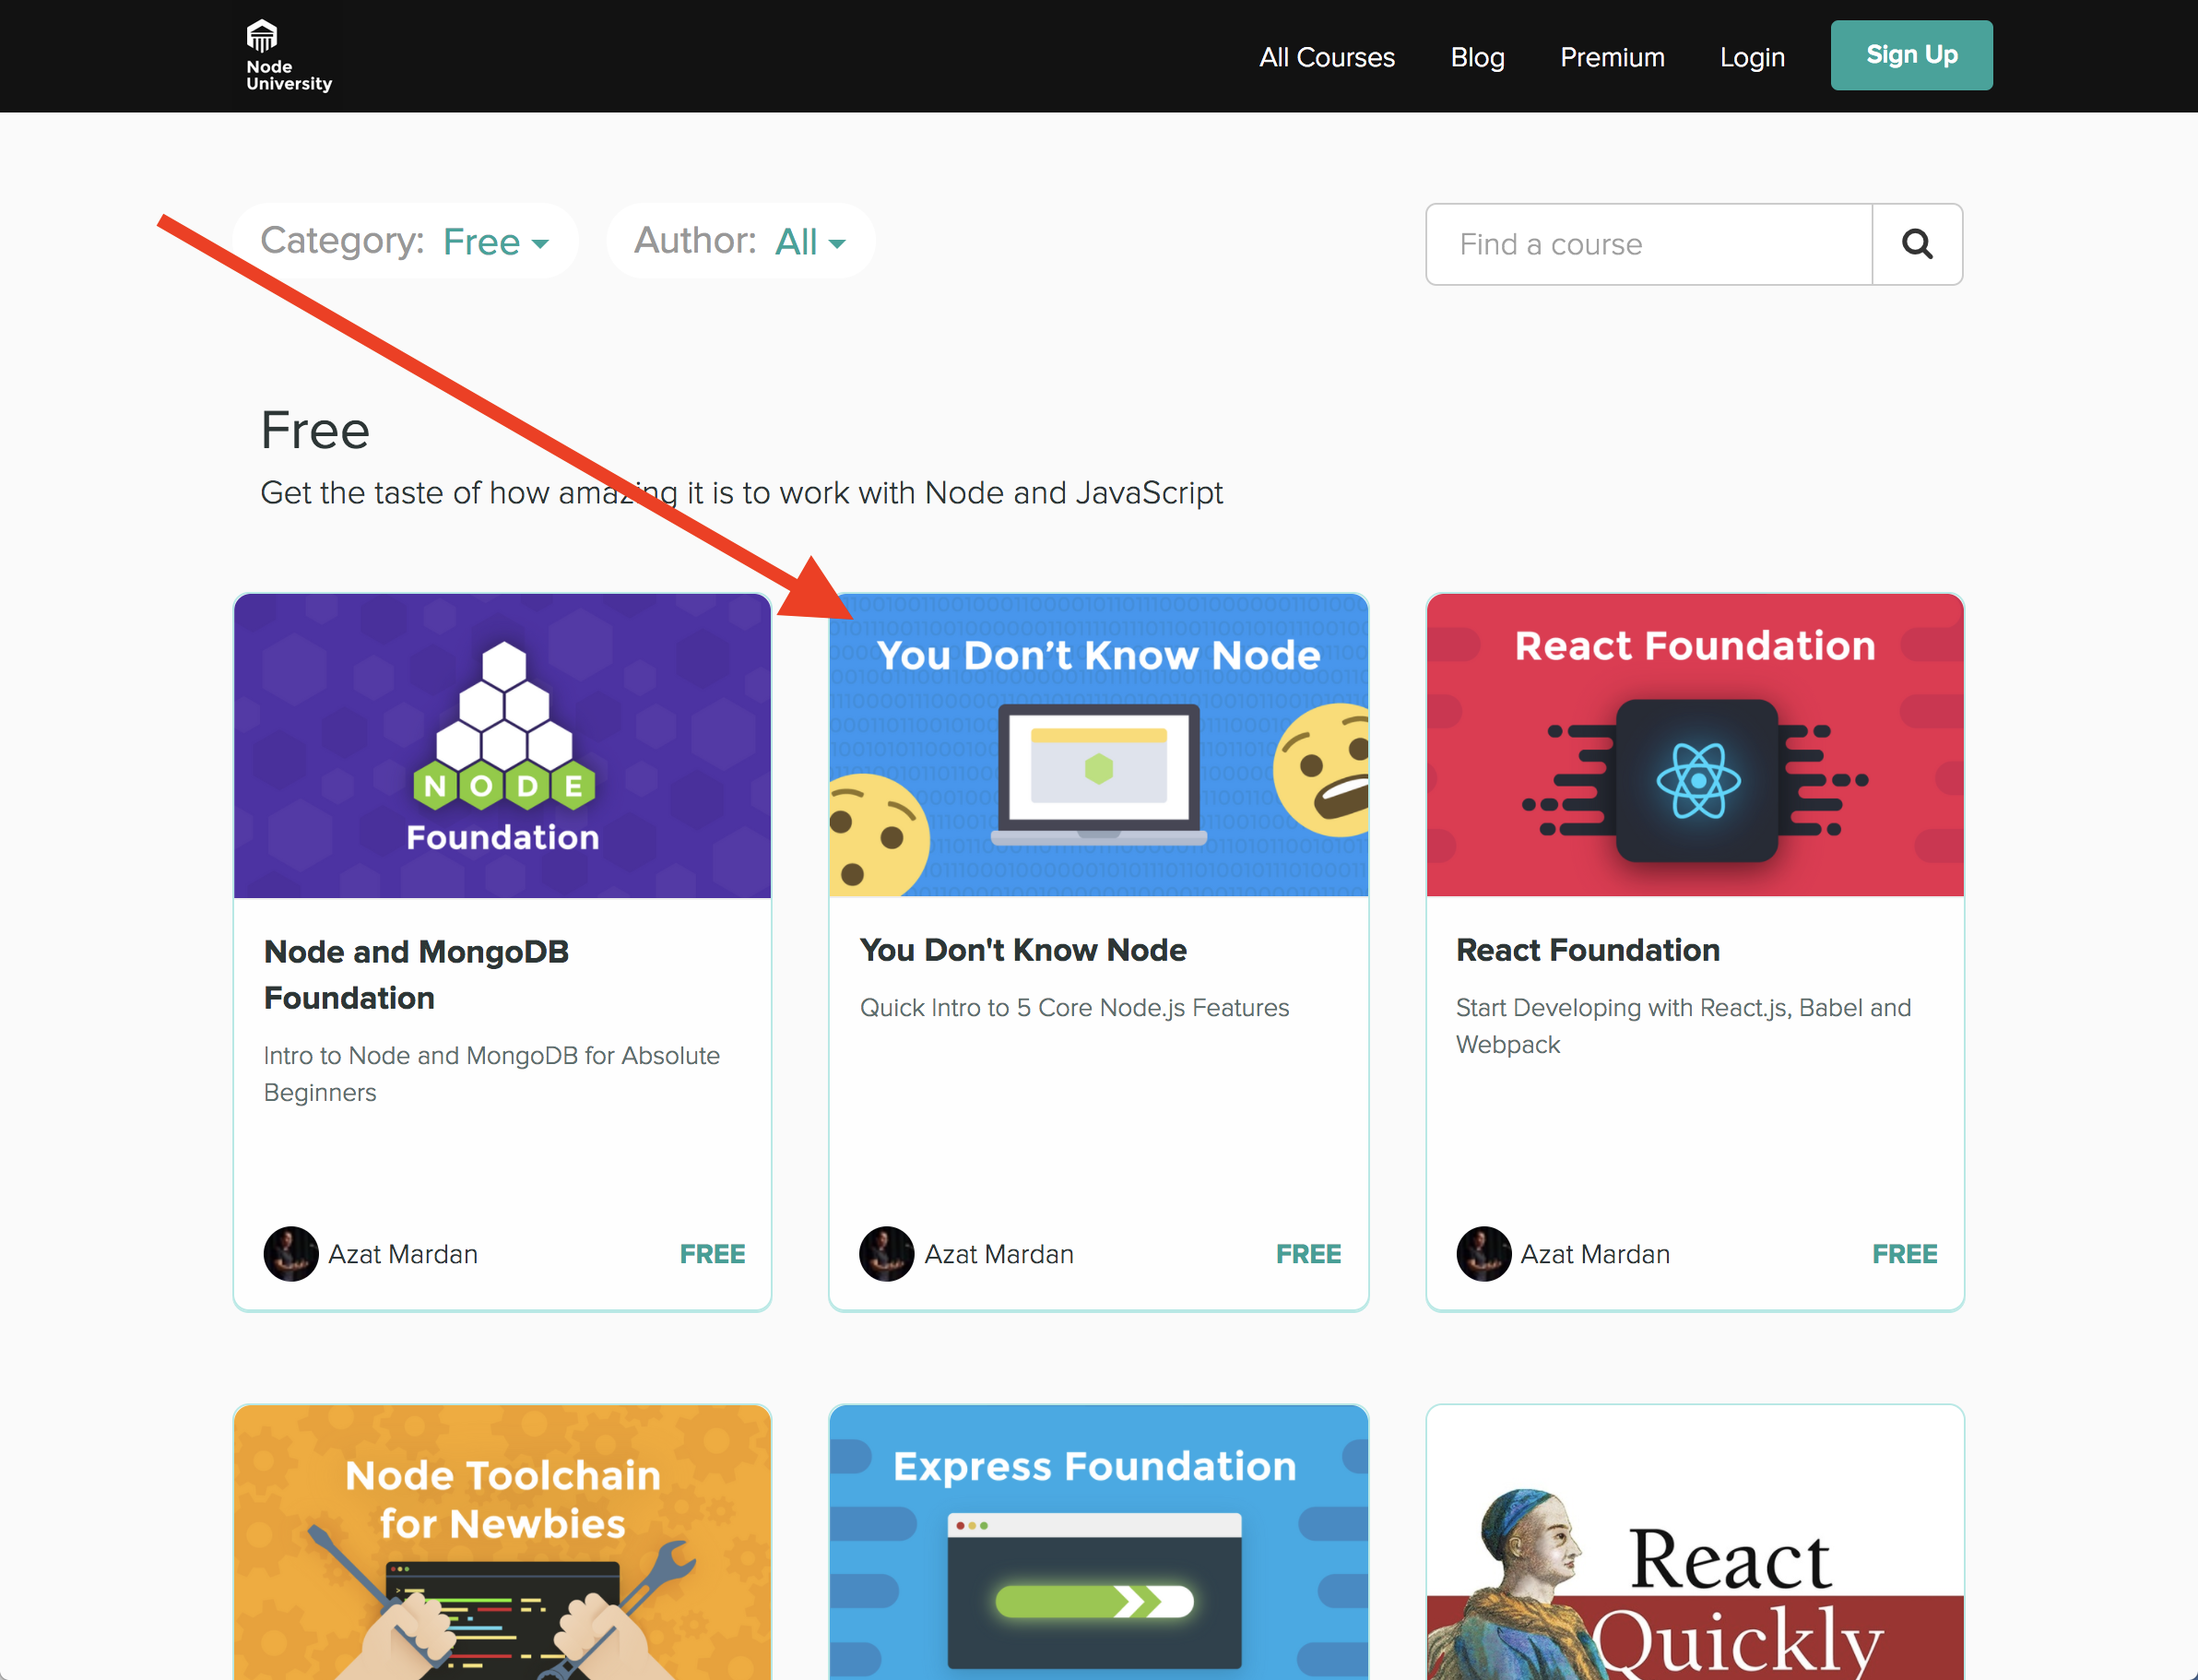 Node
University
All Courses
Blog
Premium
Login
Sign Up
Category: Free
Author: All
Find a course
Free
Get the taste of how amazing it is to work with Node and JavaScript
NODE
Foundation
Node and MongoDB
Foundation
Intro to Node and MongoDB for Absolute
Beginners
Azat Mardan
FREE
You Don’t Know Node
You Don't Know Node
Quick Intro to 5 Core Node.js Features
Azat Mardan
FREE
React Foundation
React Foundation
Start Developing with React.js, Babel and
Webpack
Azat Mardan
FREE
Node Toolchain
for Newbies
Express Foundation
React
Quickly